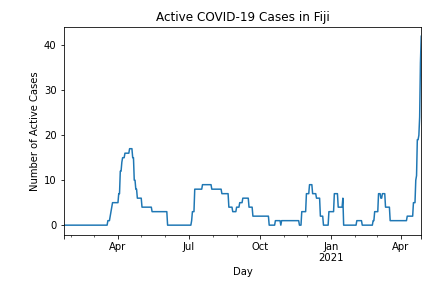 Active COVID-19 Cases in Fiji
Number of Active Cases
40
30
20
10
0
Apr
Jul
Oct
Jan
2021
Apr
Day